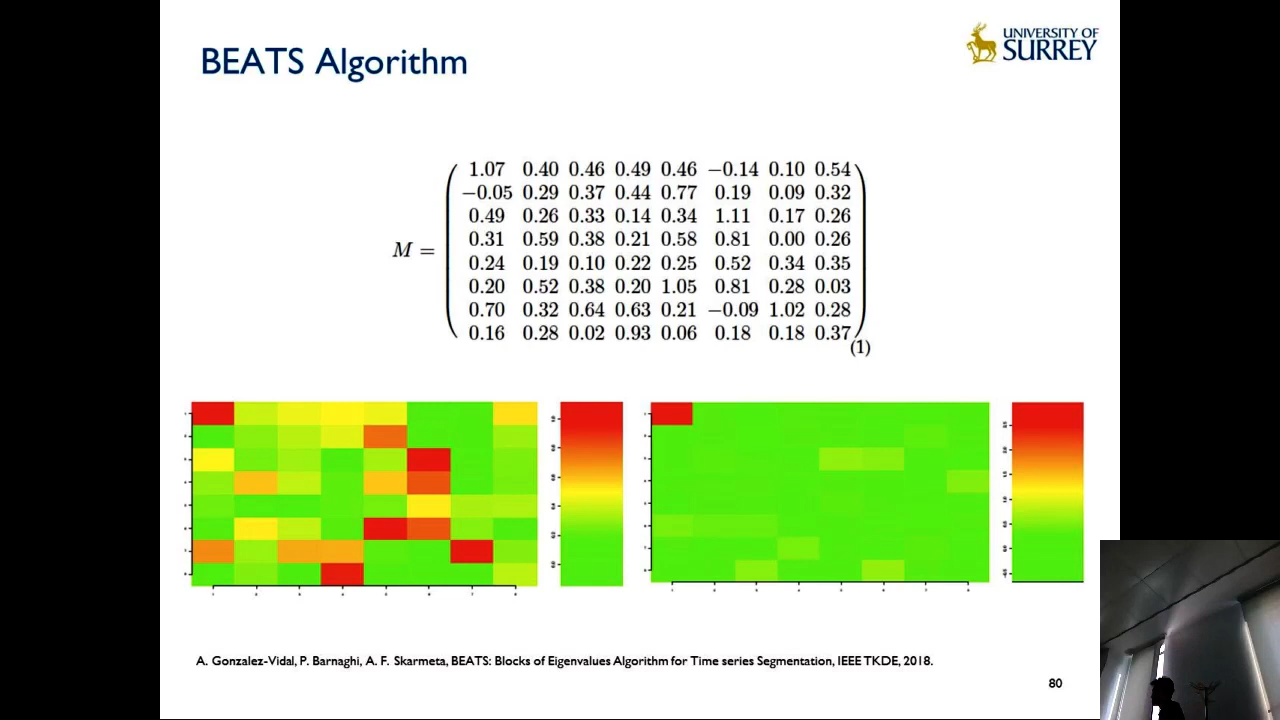 BEATS Algorithm
UNIVERSITY OF
SURREY
1.07 0.40 0.46 0.49 0.46 −0.14 0.10 0.54
−0.05 0.29 0.37 0.44 0.77 0.19 0.09 0.32
0.49 0.26 0.33 0.14 0.34 1.11 0.17 0.26
0.31 0.59 0.38 0.21 0.58 0.81 0.00 0.26
M =
0.24 0.19 0.10 0.22 0.25 0.52 0.34 0.35
0.20 0.52 0.38 0.20 1.05 0.81 0.28 0.03
0.70 0.32 0.64 0.63 0.21 −0.09 1.02 0.28
0.16 0.28 0.02 0.93 0.06 0.18 0.18 0.37
(1)
A. Gonzalez-Vidal, P. Barnaghi, A. F. Skarmeta, BEATS: Blocks of Eigenvalues Algorithm for Time series Segmentation, IEEE TKDE, 2018.
80